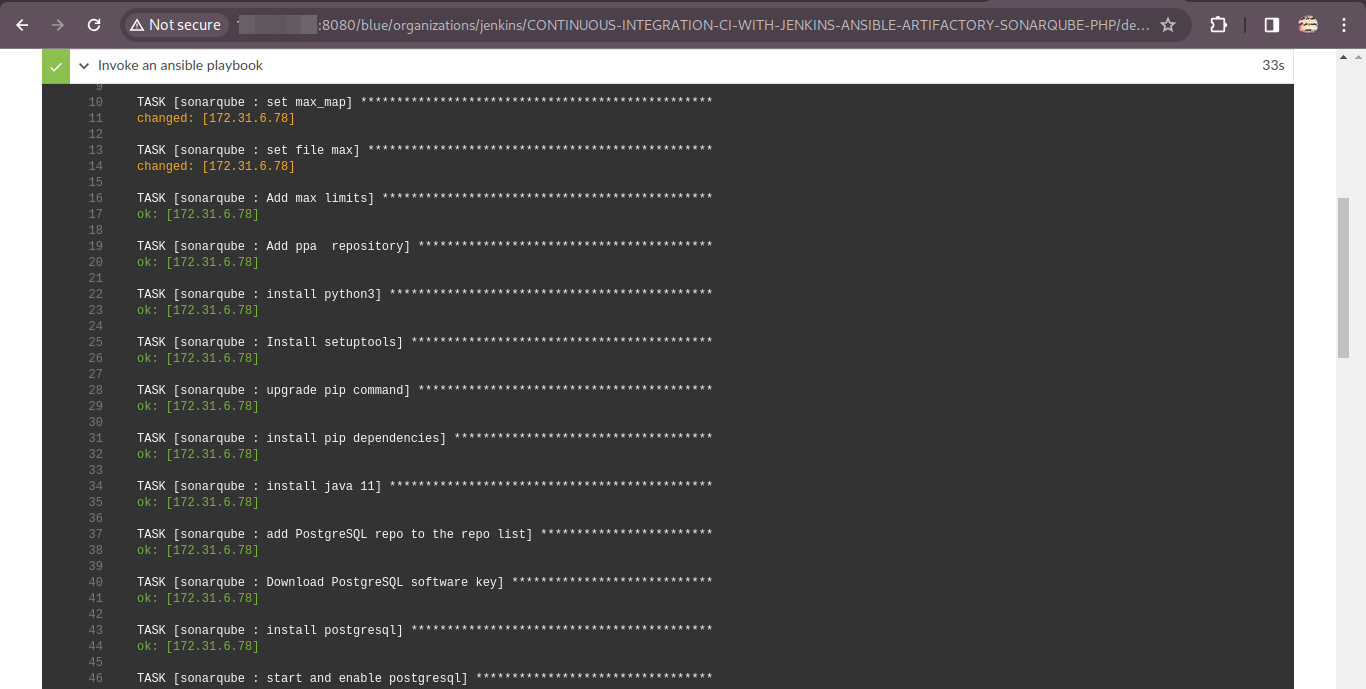 Not secure
:8080/blue/organizations/jenkins/CONTINUOUS-INTEGRATION-CI-WITH-JENKINS-ANSIBLE-ARTIFACTORY-SONARQUBE-PHP/de...
Invoke an ansible playbook 33s
9
10 TASK [sonarqube : set max_map] *************************************************
11 changed: [172.31.6.78]
12
13 TASK [sonarqube : set file max] ************************************************
14 changed: [172.31.6.78]
15
16 TASK [sonarqube : Add max limits] **********************************************
17 ok: [172.31.6.78]
18
19 TASK [sonarqube : Add ppa  repository] *****************************************
20 ok: [172.31.6.78]
21
22 TASK [sonarqube : install python3] *********************************************
23 ok: [172.31.6.78]
24
25 TASK [sonarqube : Install setuptools] ******************************************
26 ok: [172.31.6.78]
27
28 TASK [sonarqube : upgrade pip command] *****************************************
29 ok: [172.31.6.78]
30
31 TASK [sonarqube : install pip dependencies] ************************************
32 ok: [172.31.6.78]
33
34 TASK [sonarqube : install java 11] *********************************************
35 ok: [172.31.6.78]
36
37 TASK [sonarqube : add PostgreSQL repo to the repo list] ************************
38 ok: [172.31.6.78]
39
40 TASK [sonarqube : Download PostgreSQL software key] ****************************
41 ok: [172.31.6.78]
42
43 TASK [sonarqube : install postgresql] ******************************************
44 ok: [172.31.6.78]
45
46 TASK [sonarqube : start and enable postgresql] *********************************